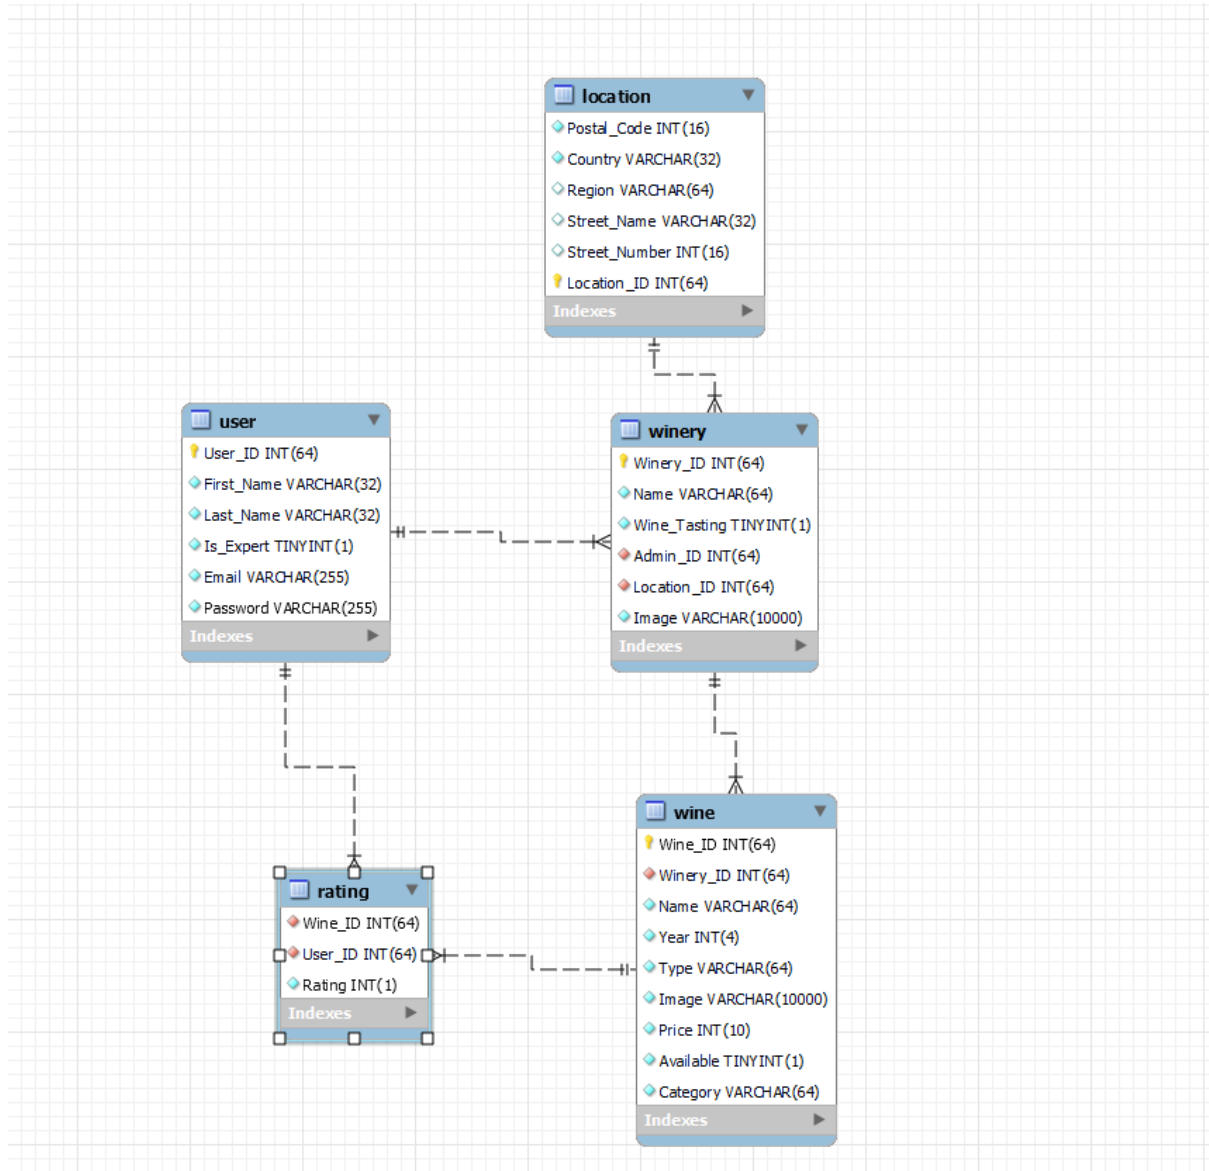 location
Postal_Code INT(16)
Country VARCHAR(32)
Region VARCHAR(64)
Street_Name VARCHAR(32)
Street_Number INT(16)
Location_ID INT(64)
Indexes
user
User_ID INT(64)
First_Name VARCHAR(32)
Last_Name VARCHAR(32)
Is_Expert TINYINT(1)
Email VARCHAR(255)
Password VARCHAR(255)
Indexes
winery
Winery_ID INT(64)
Name VARCHAR(64)
Wine_Tasting TINYINT(1)
Admin_ID INT(64)
Location_ID INT(64)
Image VARCHAR(10000)
Indexes
rating
Wine_ID INT(64)
User_ID INT(64)
Rating INT(1)
Indexes
wine
Wine_ID INT(64)
Winery_ID INT(64)
Name VARCHAR(64)
Year INT(4)
Type VARCHAR(64)
Image VARCHAR(10000)
Price INT(10)
Available TINYINT(1)
Category VARCHAR(64)
Indexes